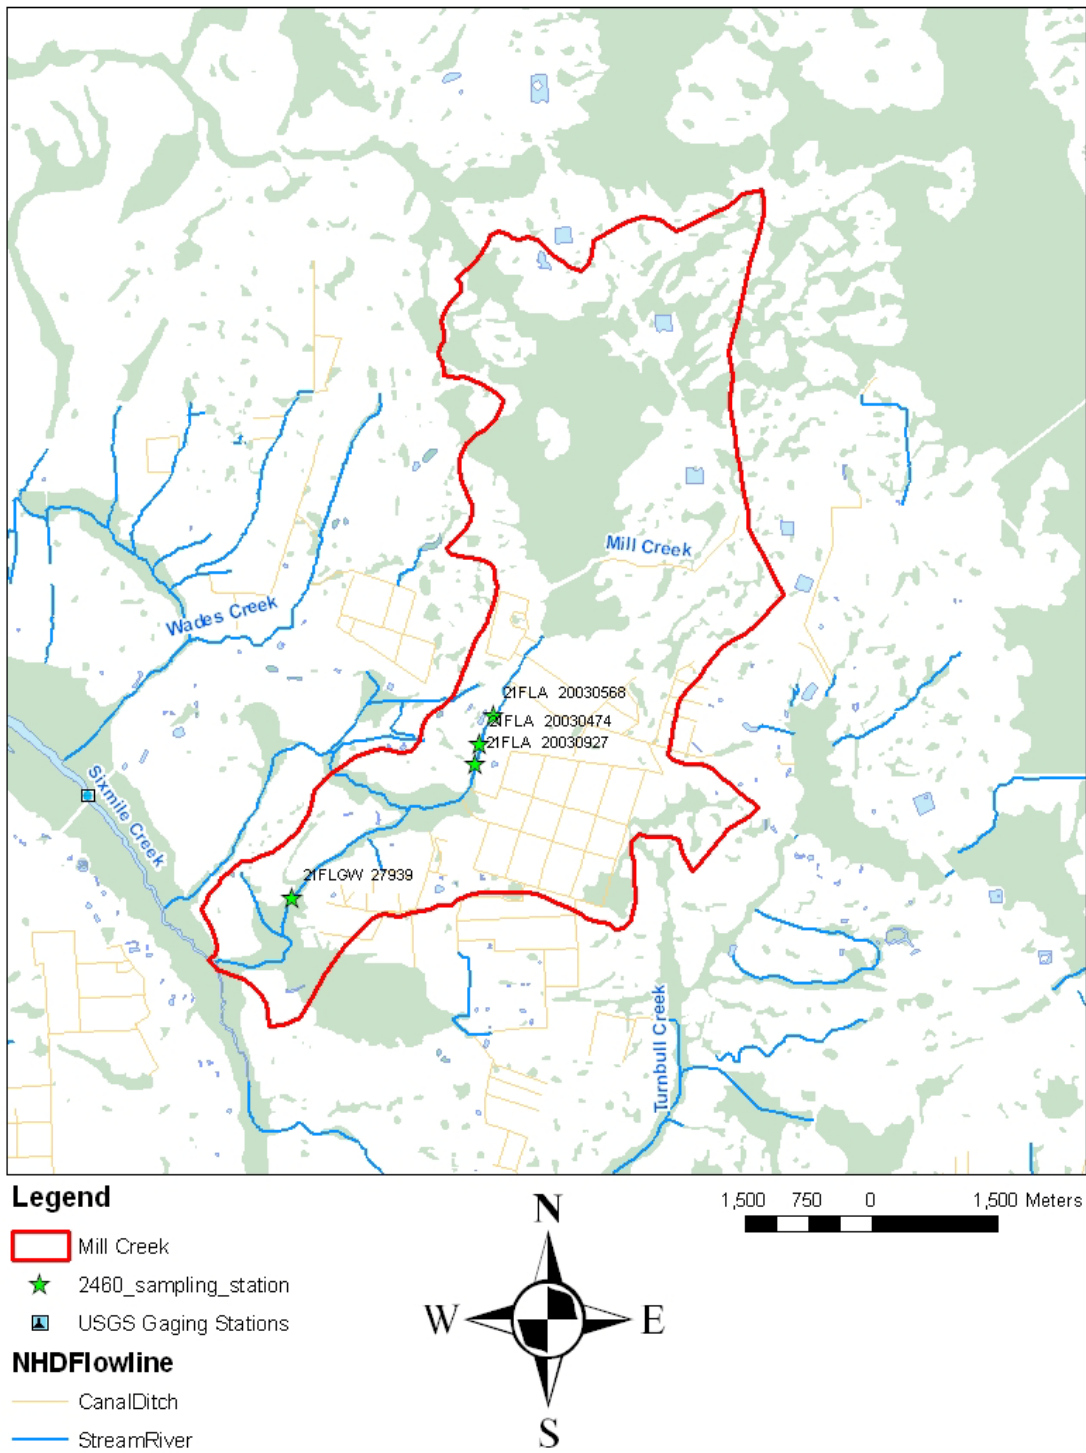 Mill Creek
Wades Creek
21FLA 20030568
21FLA 20030474
21FLA 20030927
Sixmile Creek
21FLGW 27939
Turnbull Creek
Legend
Mill Creek
2460_sampling_station
USGS Gaging Stations
NHDFlowline
CanalDitch
StreamRiver
N
W E
S
1,500 750 0 1,500 Meters